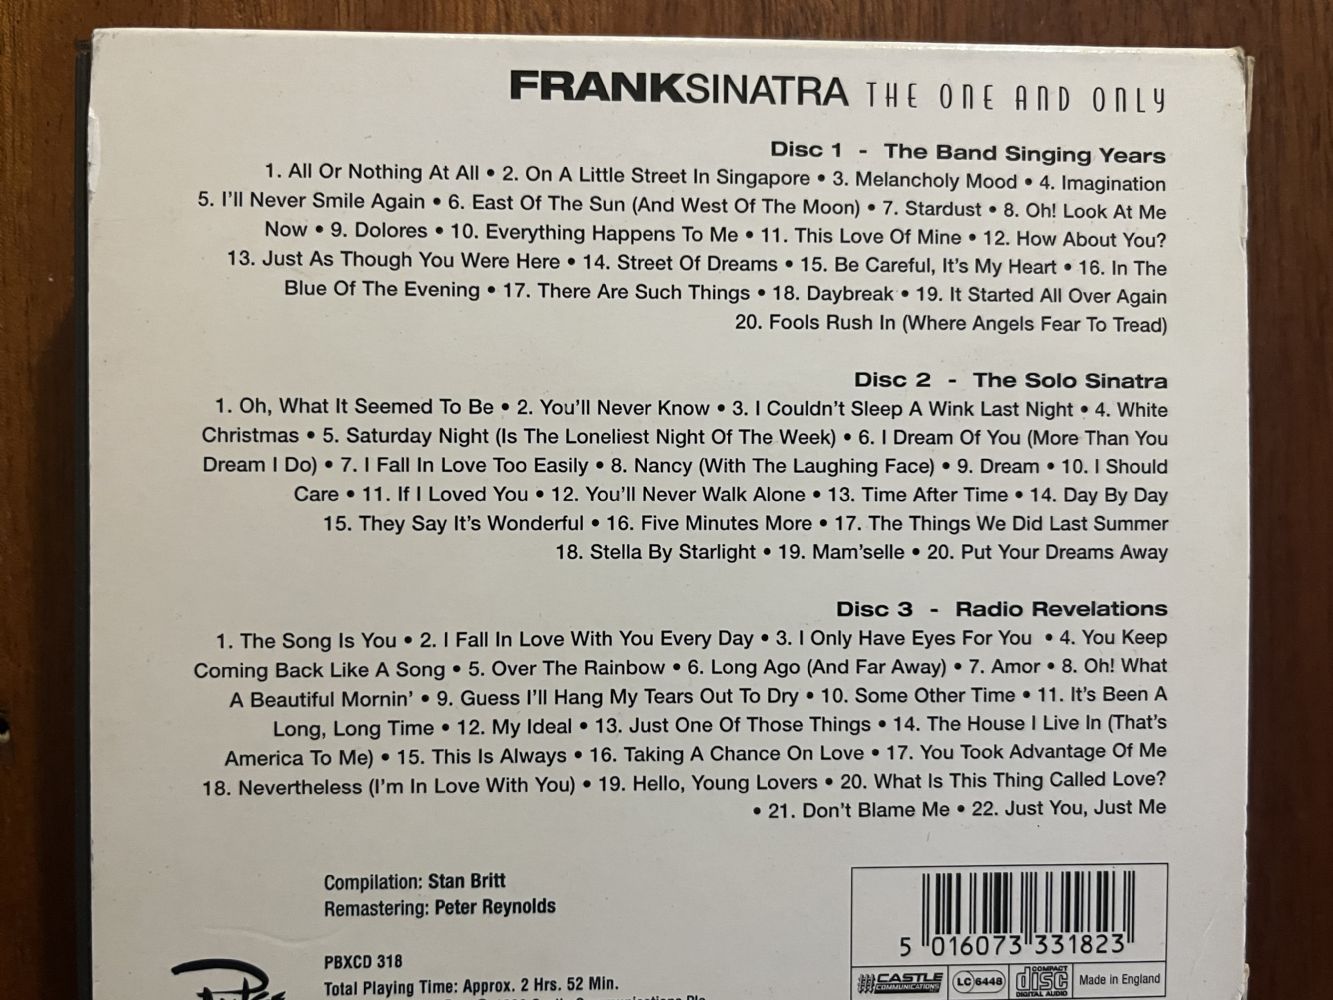 FRANKSINATRA THE ONE AND ONLY
Disc 1 - The Band Singing Years
1. All Or Nothing At All • 2. On A Little Street In Singapore • 3. Melancholy Mood • 4. Imagination
5. I'll Never Smile Again • 6. East Of The Sun (And West Of The Moon) • 7. Stardust • 8. Oh! Look At Me
Now • 9. Dolores • 10. Everything Happens To Me • 11. This Love Of Mine • 12. How About You?
13. Just As Though You Were Here • 14. Street Of Dreams • 15. Be Careful, It's My Heart • 16. In The
Blue Of The Evening • 17. There Are Such Things • 18. Daybreak • 19. It Started All Over Again
20. Fools Rush In (Where Angels Fear To Tread)
Disc 2 - The Solo Sinatra
1. Oh, What It Seemed To Be • 2. You'll Never Know • 3. I Couldn't Sleep A Wink Last Night • 4. White
Christmas • 5. Saturday Night (Is The Loneliest Night Of The Week) • 6. I Dream Of You (More Than You
Dream I Do) • 7. I Fall In Love Too Easily • 8. Nancy (With The Laughing Face) • 9. Dream • 10. I Should
Care • 11. If I Loved You • 12. You'll Never Walk Alone • 13. Time After Time • 14. Day By Day
15. They Say It's Wonderful • 16. Five Minutes More • 17. The Things We Did Last Summer
18. Stella By Starlight • 19. Mam'selle • 20. Put Your Dreams Away
Disc 3 - Radio Revelations
1. The Song Is You • 2. I Fall In Love With You Every Day • 3. I Only Have Eyes For You • 4. You Keep
Coming Back Like A Song • 5. Over The Rainbow • 6. Long Ago (And Far Away) • 7. Amor • 8. Oh! What
A Beautiful Mornin' • 9. Guess I'll Hang My Tears Out To Dry • 10. Some Other Time • 11. It's Been A
Long, Long Time • 12. My Ideal • 13. Just One Of Those Things • 14. The House I Live In (That's
America To Me) • 15. This Is Always • 16. Taking A Chance On Love • 17. You Took Advantage Of Me
18. Nevertheless (I'm In Love With You) • 19. Hello, Young Lovers • 20. What Is This Thing Called Love?
• 21. Don't Blame Me • 22. Just You, Just Me
Compilation: Stan Britt
Remastering: Peter Reynolds
PBXCD 318
Total Playing Time: Approx. 2 Hrs. 52 Min.
5 016073 331823
CASTLE COMMUNICATIONS
LC 6448
COMPACT disc DIGITAL AUDIO
Made in England